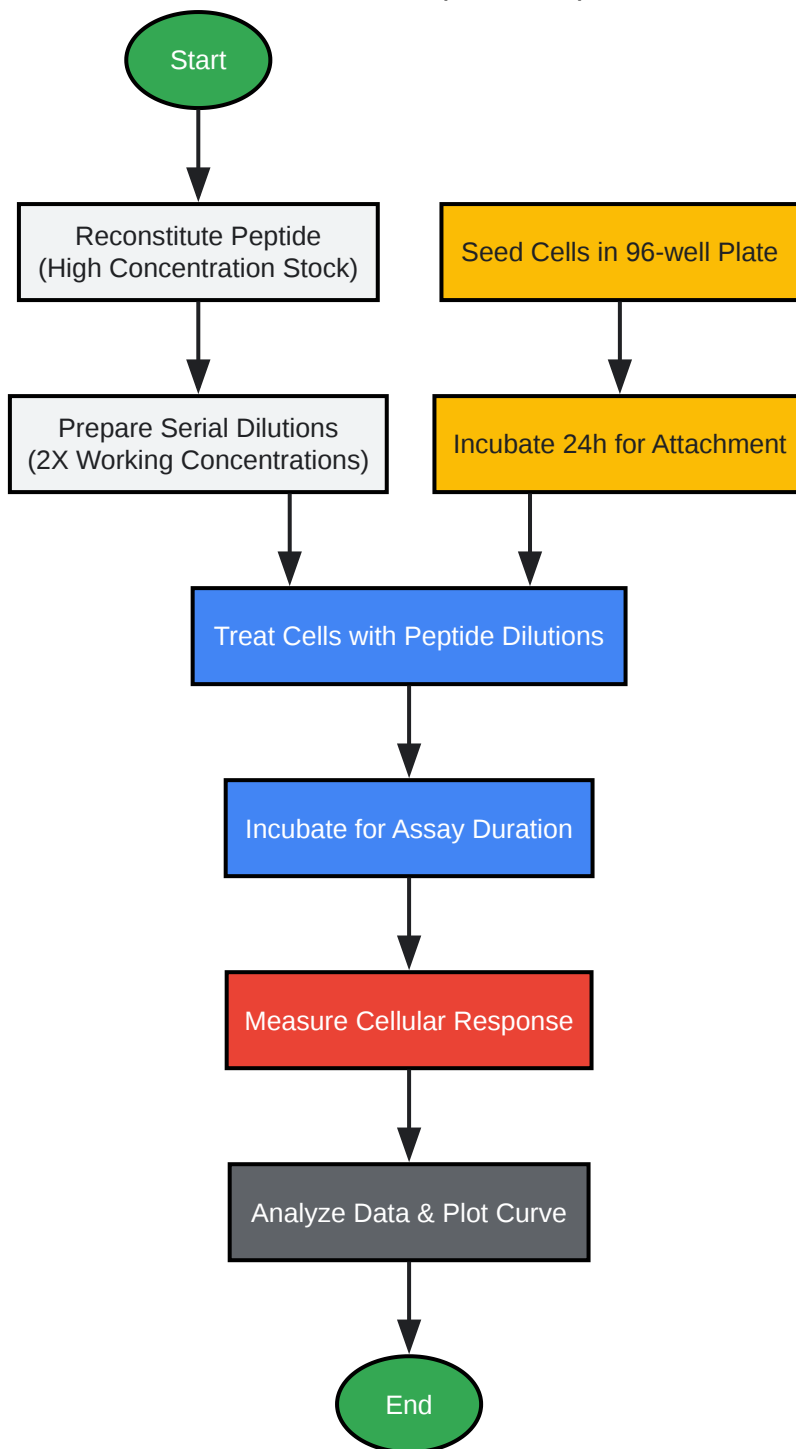 Start
Reconstitute Peptide
(High Concentration Stock)
Seed Cells in 96-well Plate
Prepare Serial Dilutions
(2X Working Concentrations)
Incubate 24h for Attachment
Treat Cells with Peptide Dilutions
Incubate for Assay Duration
Measure Cellular Response
Analyze Data & Plot Curve
End